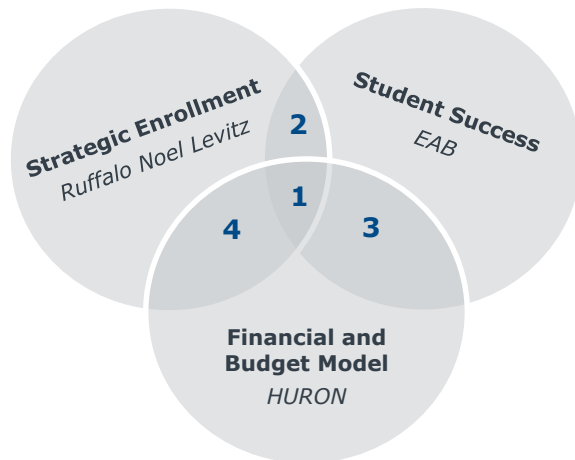 Strategic Enrollment
Ruffalo Noel Levitz
Student Success
EAB
2
1
4
3
Financial and
Budget Model
HURON